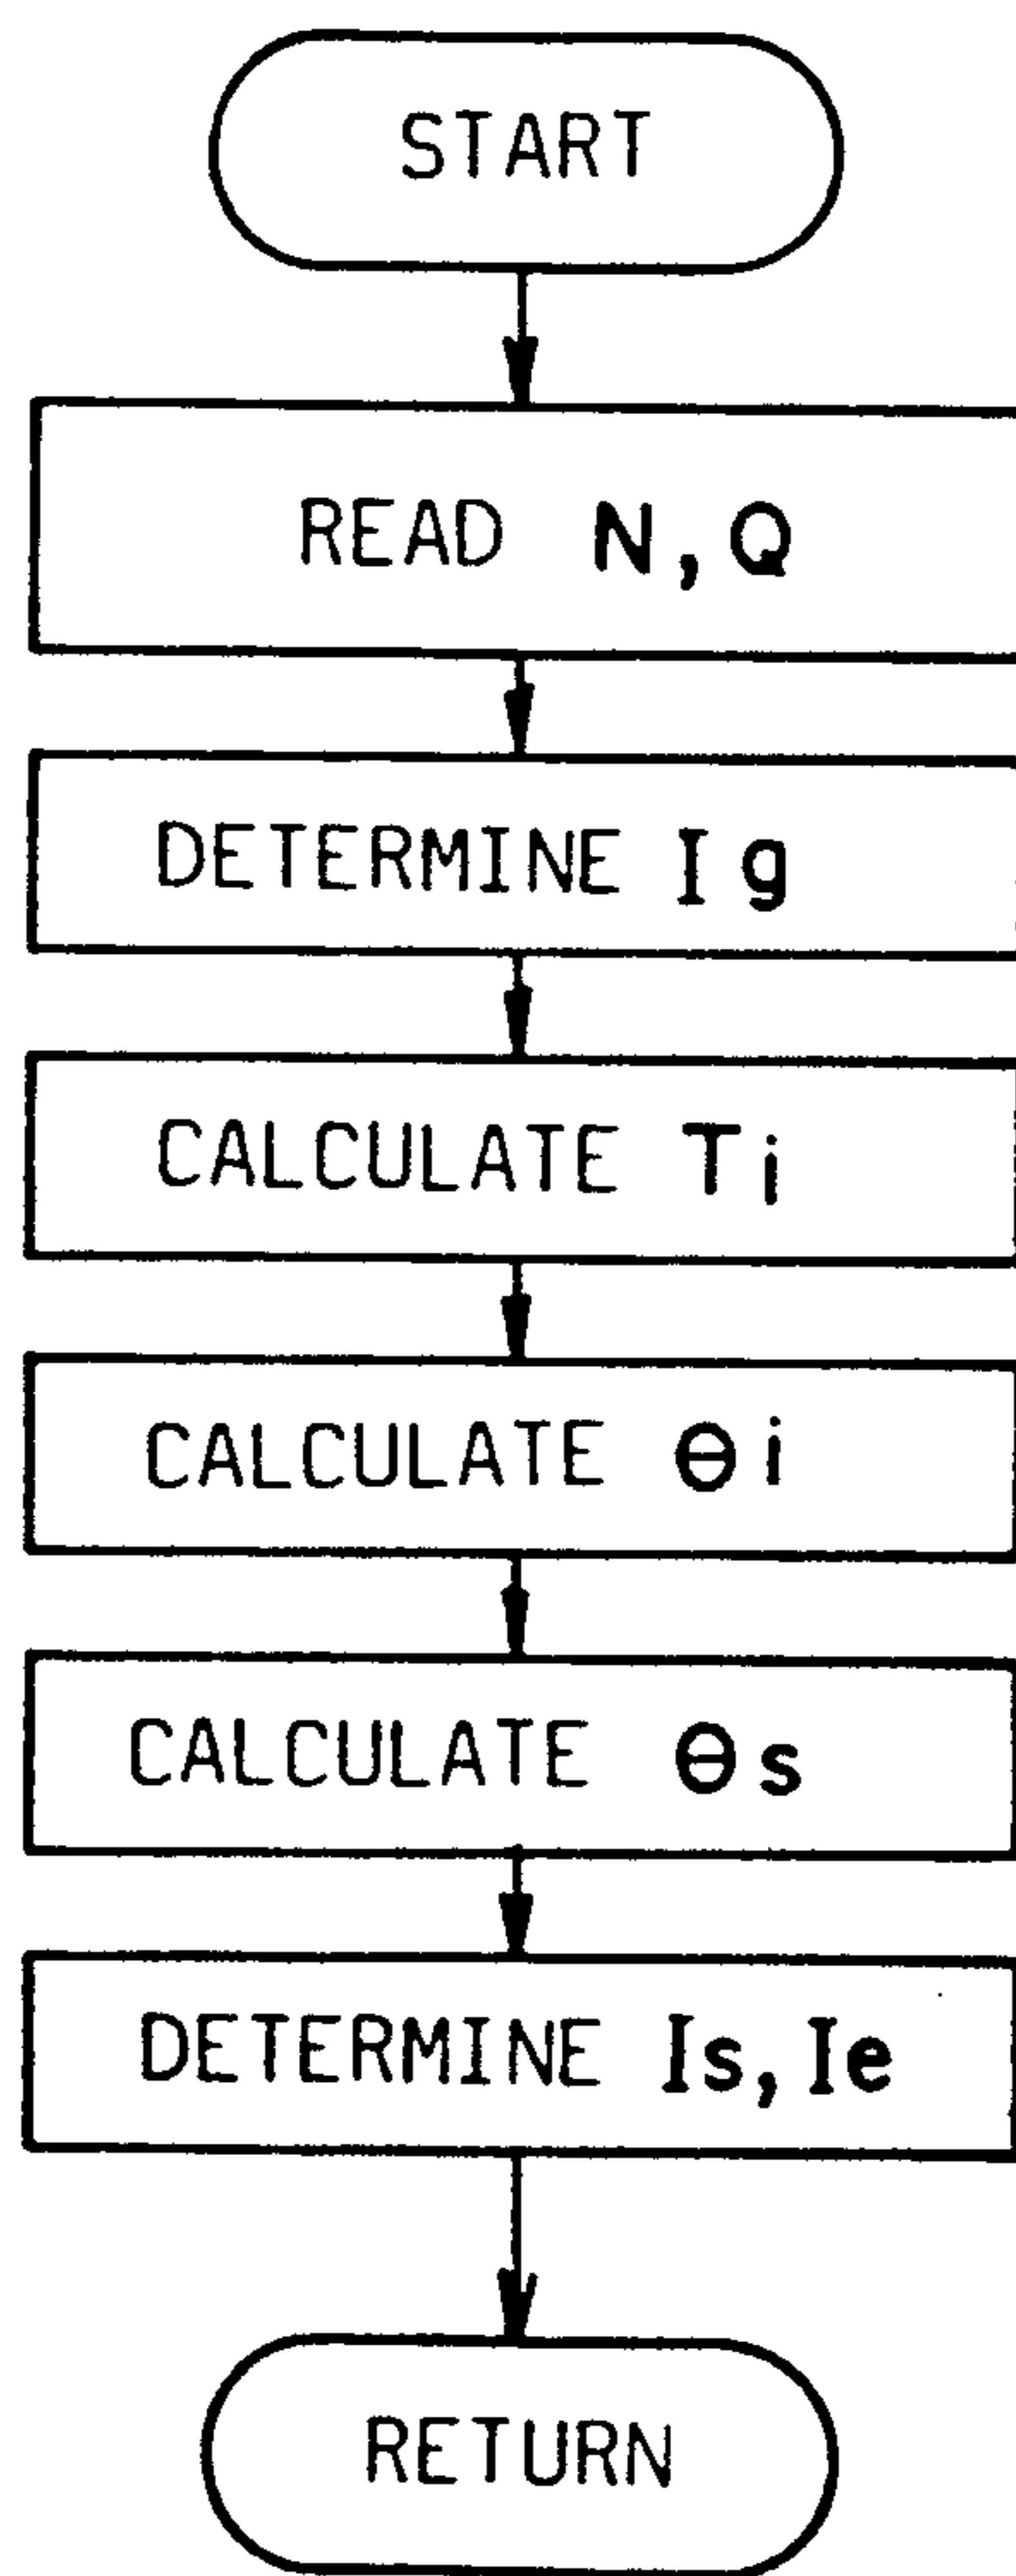 START
READ N, Q
DETERMINE Ig
CALCULATE Ti
CALCULATE Θi
CALCULATE Θs
DETERMINE Is, Ie
RETURN